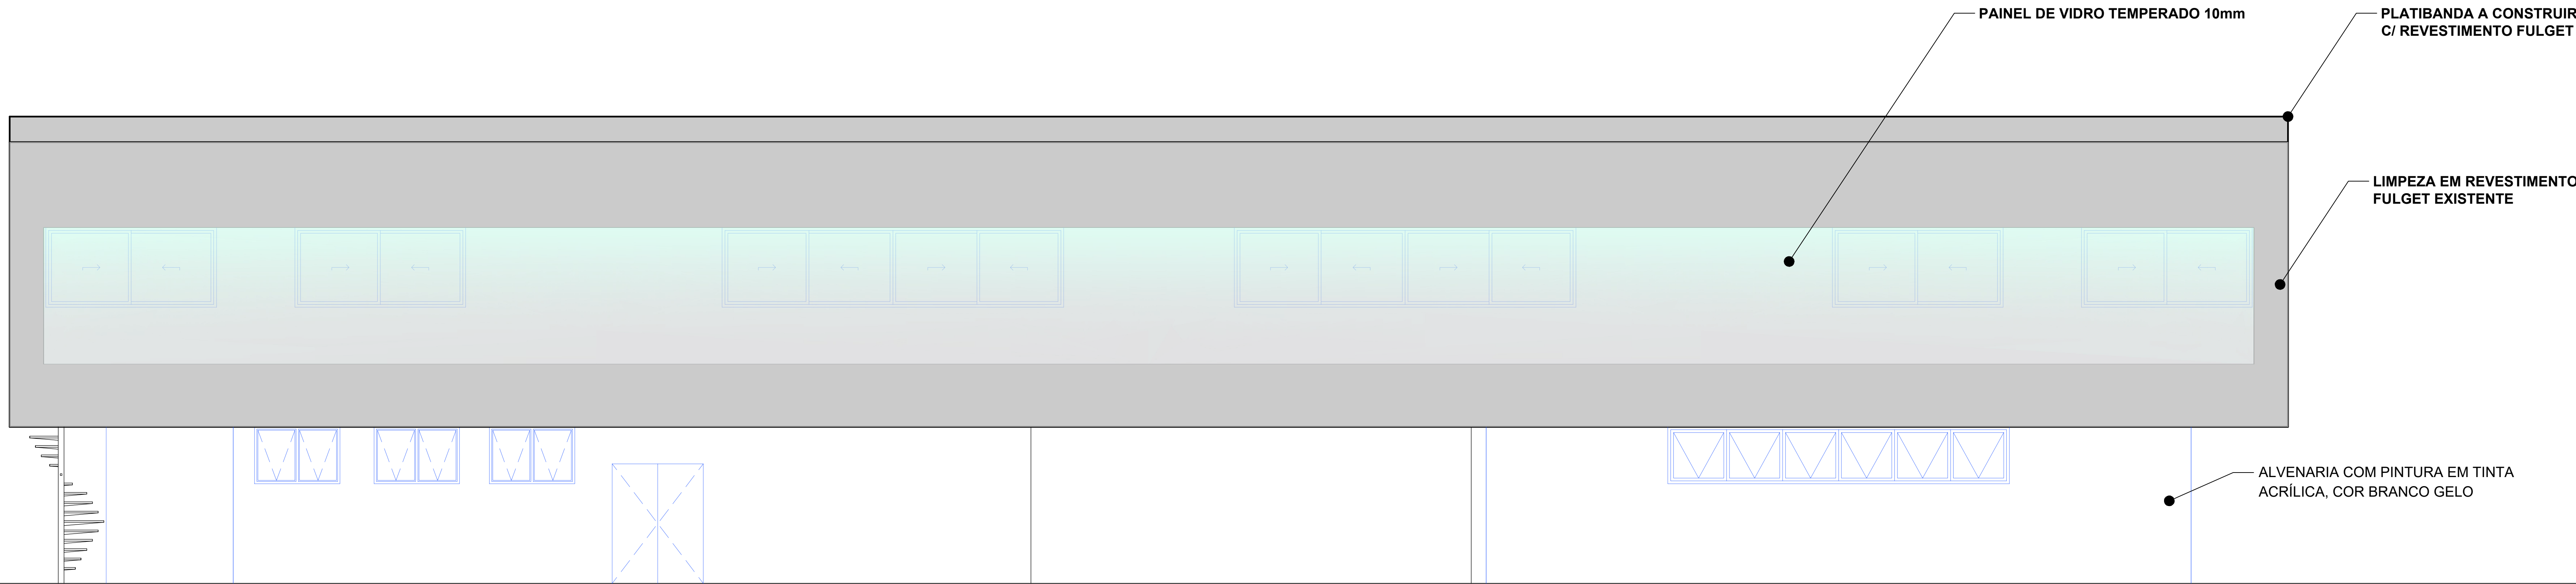 PAINEL DE VIDRO TEMPERADO 10mm
PLATIBANDA A CONSTRUIR
C/ REVESTIMENTO FULGET
LIMPEZA EM REVESTIMENTO
FULGET EXISTENTE
ALVENARIA COM PINTURA EM TINTA
ACRÍLICA, COR BRANCO GELO